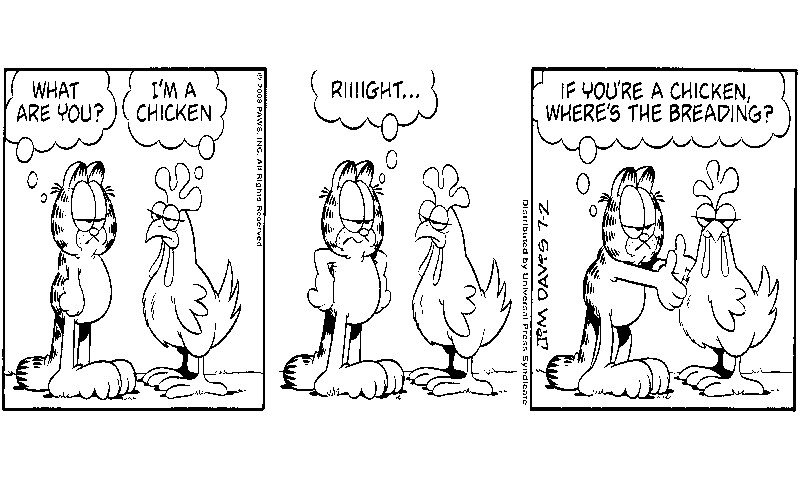 WHAT
ARE YOU?
I'M A
CHICKEN
© 2003 PAWS, INC. All Rights Reserved
RIIIIGHT...
Distributed by Universal Press Syndicate
JIM DAVIS 7-2
IF YOU'RE A CHICKEN,
WHERE'S THE BREADING?